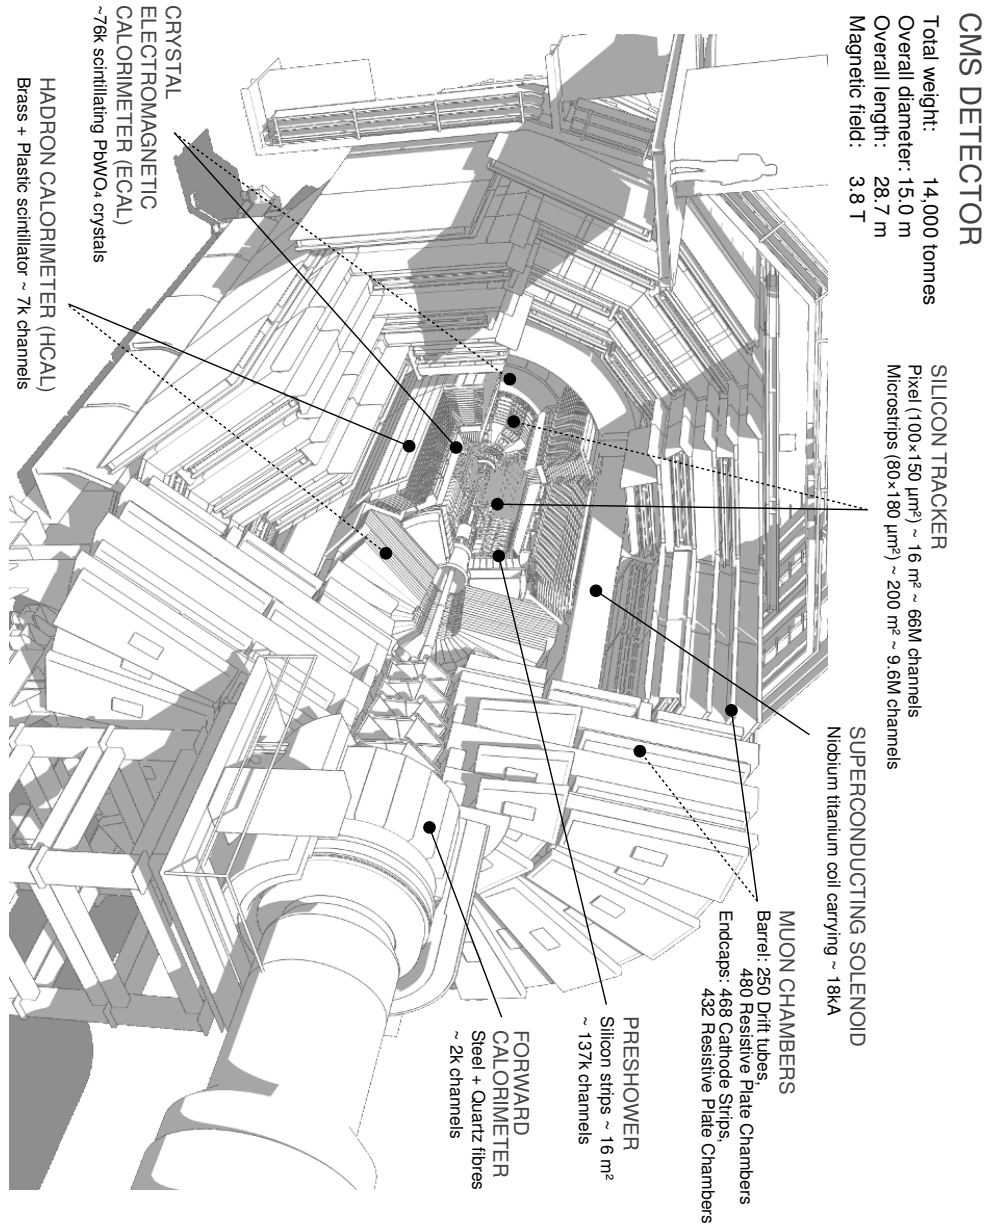 CMS DETECTOR
Total weight: 14,000 tonnes
Overall diameter: 15.0 m
Overall length: 28.7 m
Magnetic field: 3.8 T
SILICON TRACKER
Pixel (100×150 μm²) ~ 16 m² ~ 66M channels
Microstrips (80×180 μm²) ~ 200 m² ~ 9.6M channels
SUPERCONDUCTING SOLENOID
Niobium titanium coil carrying ~ 18kA
MUON CHAMBERS
Barrel: 250 Drift tubes,
480 Resistive Plate Chambers
Endcaps: 468 Cathode Strips,
432 Resistive Plate Chambers
PRESHOWER
Silicon strips ~ 16 m²
~ 137k channels
FORWARD
CALORIMETER
Steel + Quartz fibres
~ 2k channels
CRYSTAL
ELECTROMAGNETIC
CALORIMETER (ECAL)
~76k scintillating PbWO₄ crystals
HADRON CALORIMETER (HCAL)
Brass + Plastic scintillator ~ 7k channels